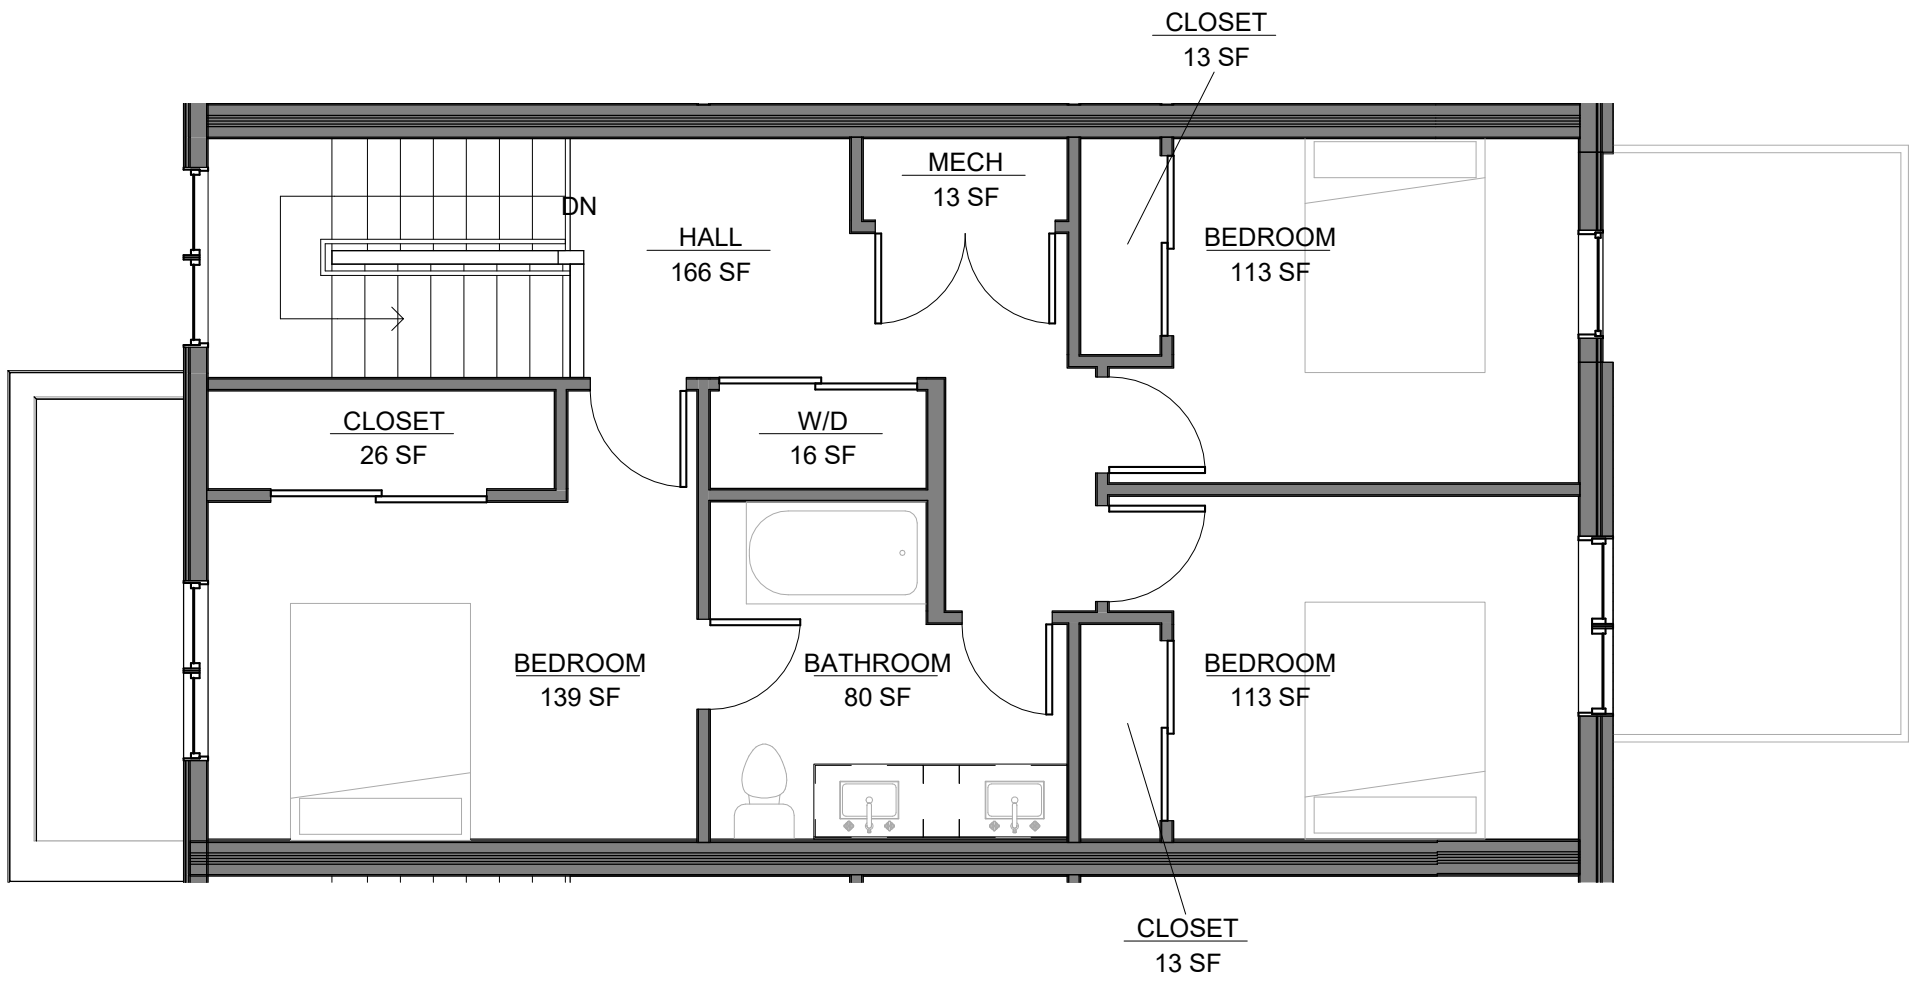 CLOSET
13 SF
MECH
13 SF
DN
HALL
166 SF
BEDROOM
113 SF
CLOSET
26 SF
W/D
16 SF
BEDROOM
139 SF
BATHROOM
80 SF
BEDROOM
113 SF
CLOSET
13 SF